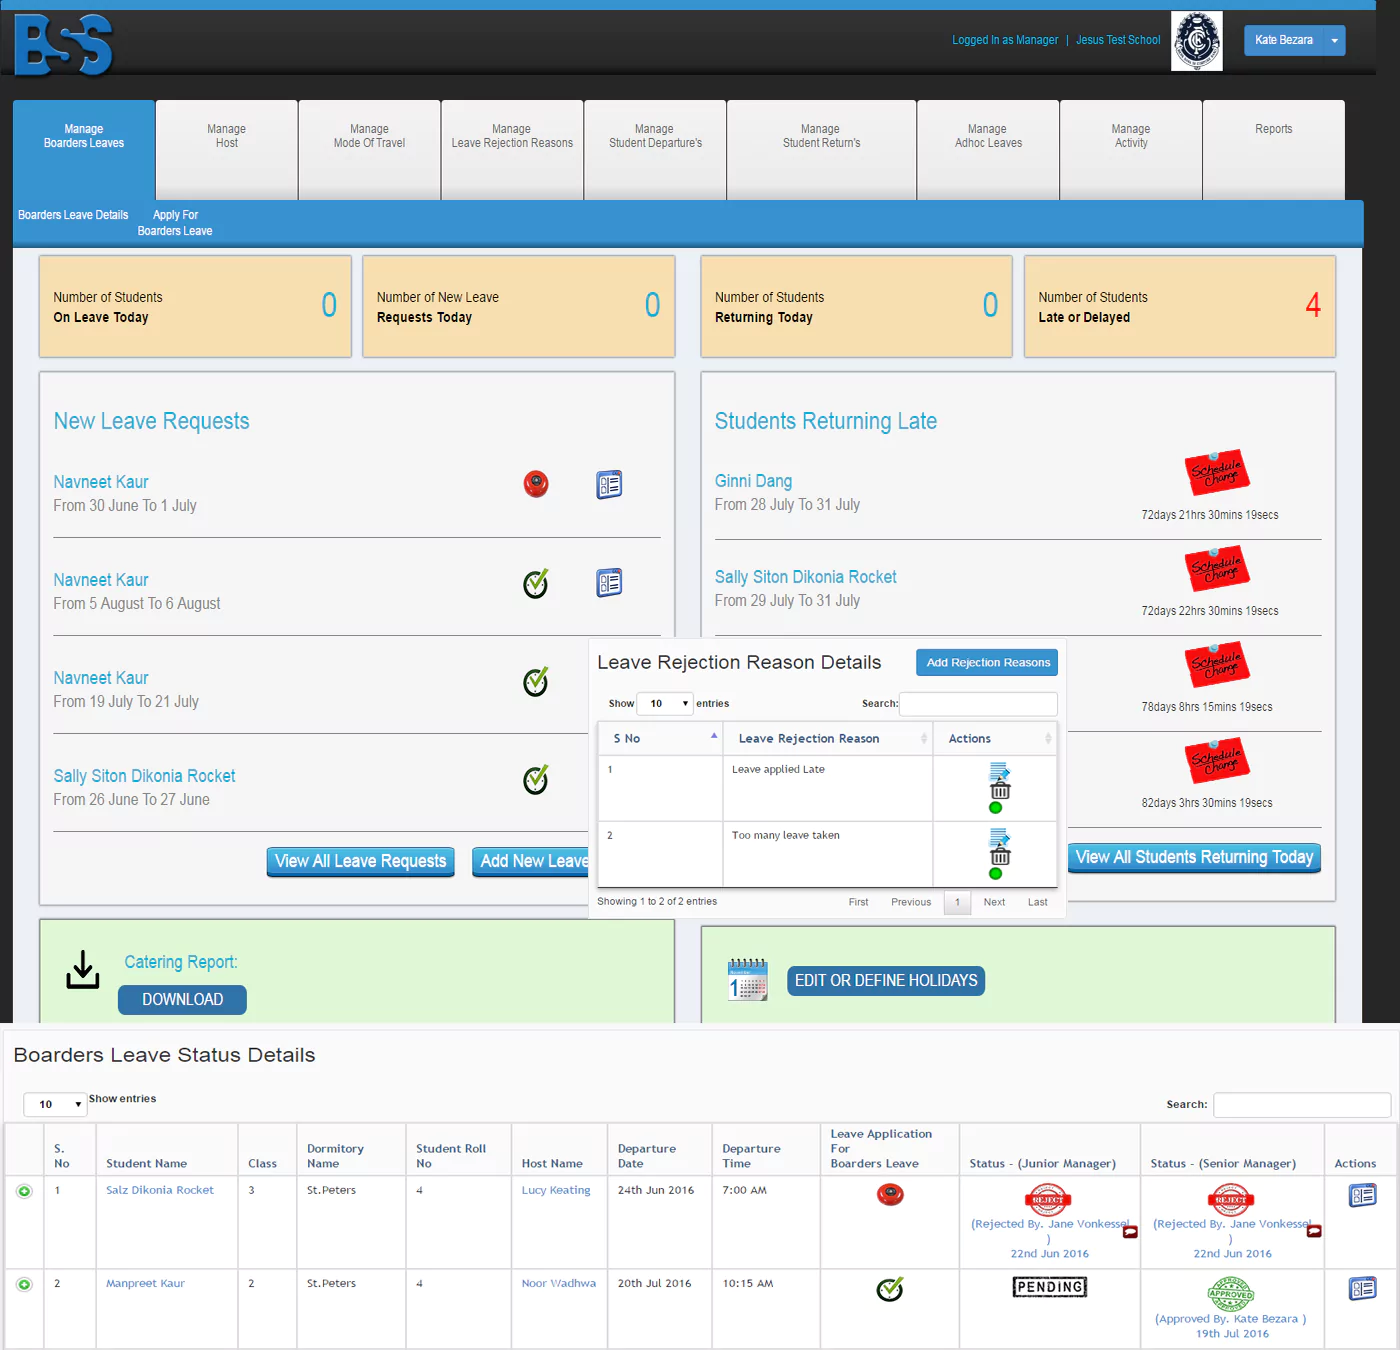 BSS
Logged In as Manager | Jesus Test School
Kate Bezara
Manage
Boarders Leaves
Manage
Host
Manage
Mode Of Travel
Manage
Leave Rejection Reasons
Manage
Student Departure's
Manage
Student Return's
Manage
Adhoc Leaves
Manage
Activity
Reports
Boarders Leave Details
Apply For
Boarders Leave
Number of Students
On Leave Today
0
Number of New Leave
Requests Today
0
Number of Students
Returning Today
0
Number of Students
Late or Delayed
4
New Leave Requests
Navneet Kaur
From 30 June To 1 July
Navneet Kaur
From 5 August To 6 August
Navneet Kaur
From 19 July To 21 July
Sally Siton Dikonia Rocket
From 26 June To 27 June
View All Leave Requests
Add New Leave
Students Returning Late
Ginni Dang
From 28 July To 31 July
Schedule
Change
72days 21hrs 30mins 19secs
Sally Siton Dikonia Rocket
From 29 July To 31 July
Schedule
Change
72days 22hrs 30mins 19secs
Schedule
Change
78days 8hrs 15mins 19secs
Schedule
Change
82days 3hrs 30mins 19secs
View All Students Returning Today
Leave Rejection Reason Details
Add Rejection Reasons
Show 10 entries
Search:
S No
Leave Rejection Reason
Actions
1
Leave applied Late
2
Too many leave taken
Showing 1 to 2 of 2 entries
First Previous 1 Next Last
Catering Report:
DOWNLOAD
1
EDIT OR DEFINE HOLIDAYS
Boarders Leave Status Details
10 Show entries
Search:
S.
No
Student Name
Class
Dormitory
Name
Student Roll
No
Host Name
Departure
Date
Departure
Time
Leave Application
For
Boarders Leave
Status - (Junior Manager)
Status - (Senior Manager)
Actions
1
Salz Dikonia Rocket
3
St.Peters
4
Lucy Keating
24th Jun 2016
7:00 AM
REJECT
(Rejected By. Jane Vonkessel
)
22nd Jun 2016
REJECT
(Rejected By. Jane Vonkessel
)
22nd Jun 2016
2
Manpreet Kaur
2
St.Peters
4
Noor Wadhwa
20th Jul 2016
10:15 AM
PENDING
APPROVED
(Approved By. Kate Bezara )
19th Jul 2016